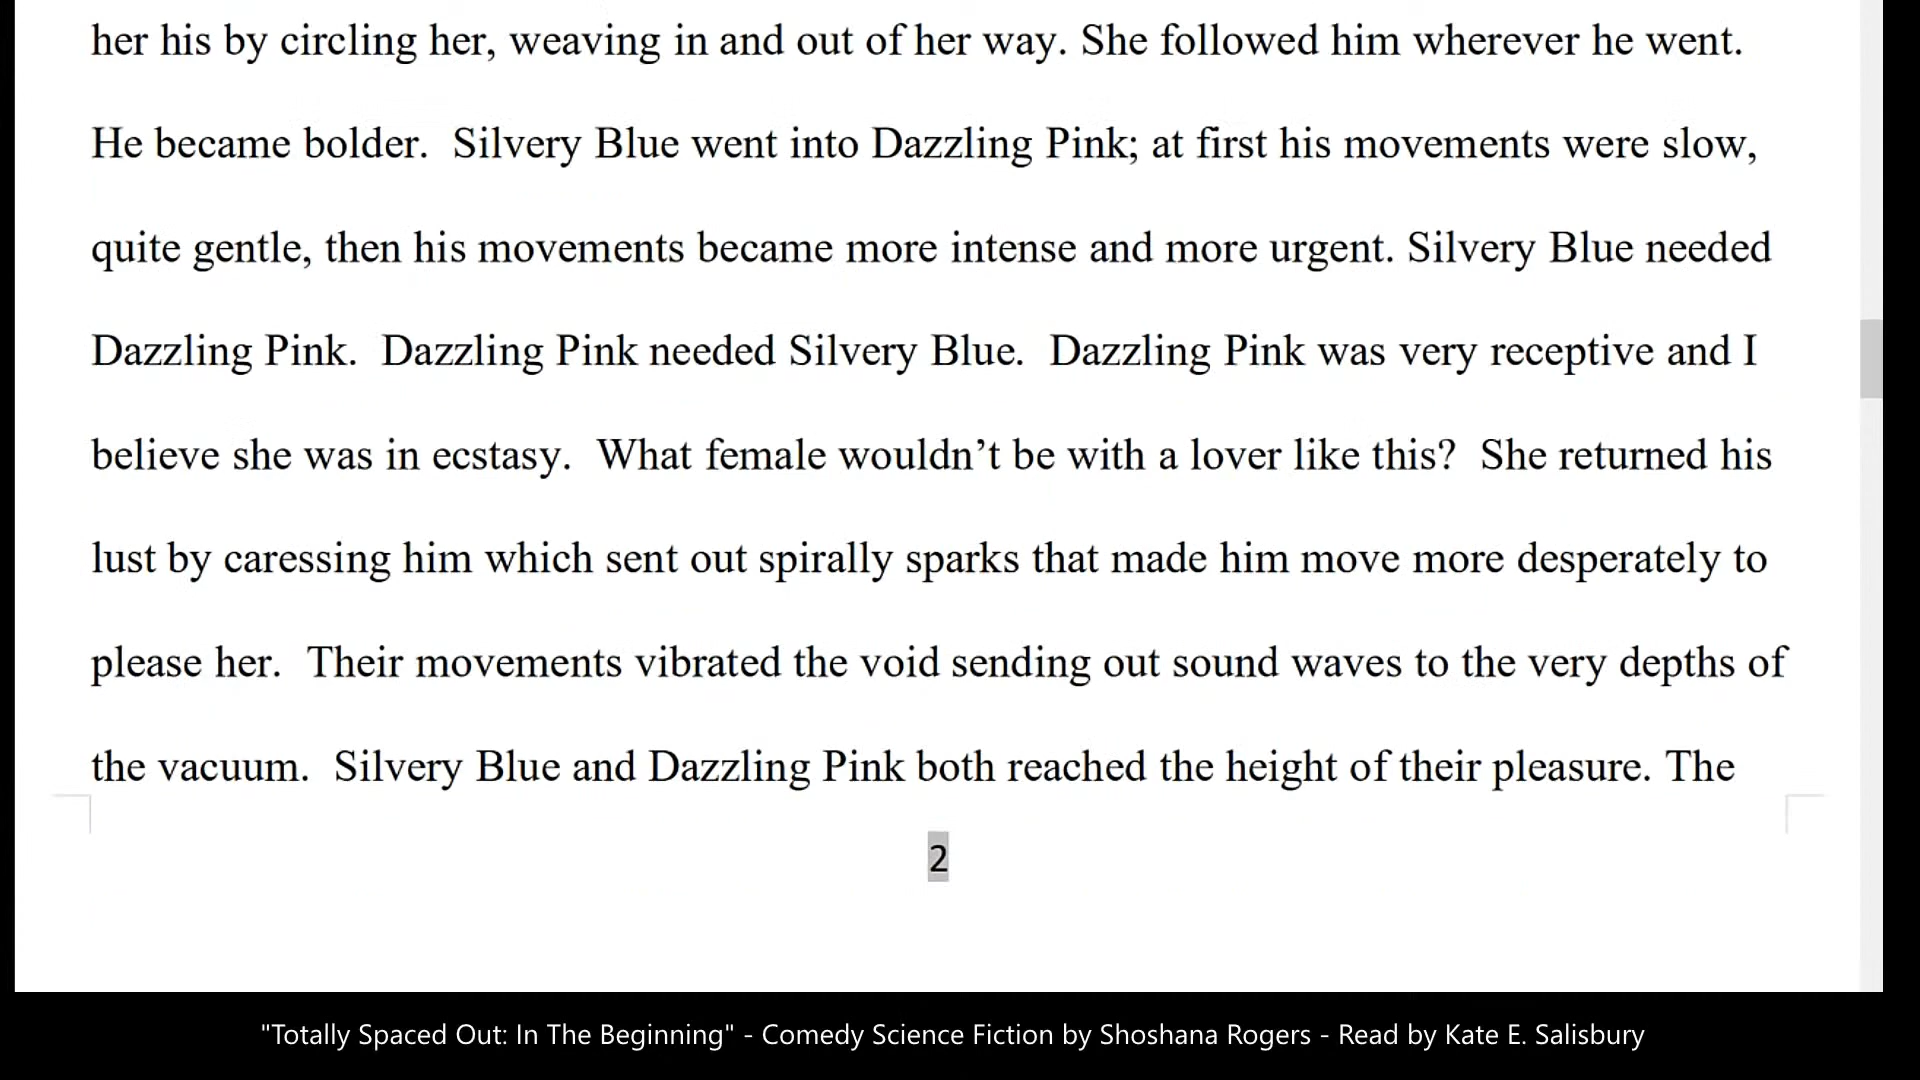 her his by circling her, weaving in and out of her way. She followed him wherever he went.
He became bolder.  Silvery Blue went into Dazzling Pink; at first his movements were slow,
quite gentle, then his movements became more intense and more urgent. Silvery Blue needed
Dazzling Pink.  Dazzling Pink needed Silvery Blue.  Dazzling Pink was very receptive and I
believe she was in ecstasy.  What female wouldn’t be with a lover like this?  She returned his
lust by caressing him which sent out spirally sparks that made him move more desperately to
please her.  Their movements vibrated the void sending out sound waves to the very depths of
the vacuum.  Silvery Blue and Dazzling Pink both reached the height of their pleasure. The
2
"Totally Spaced Out: In The Beginning" - Comedy Science Fiction by Shoshana Rogers - Read by Kate E. Salisbury